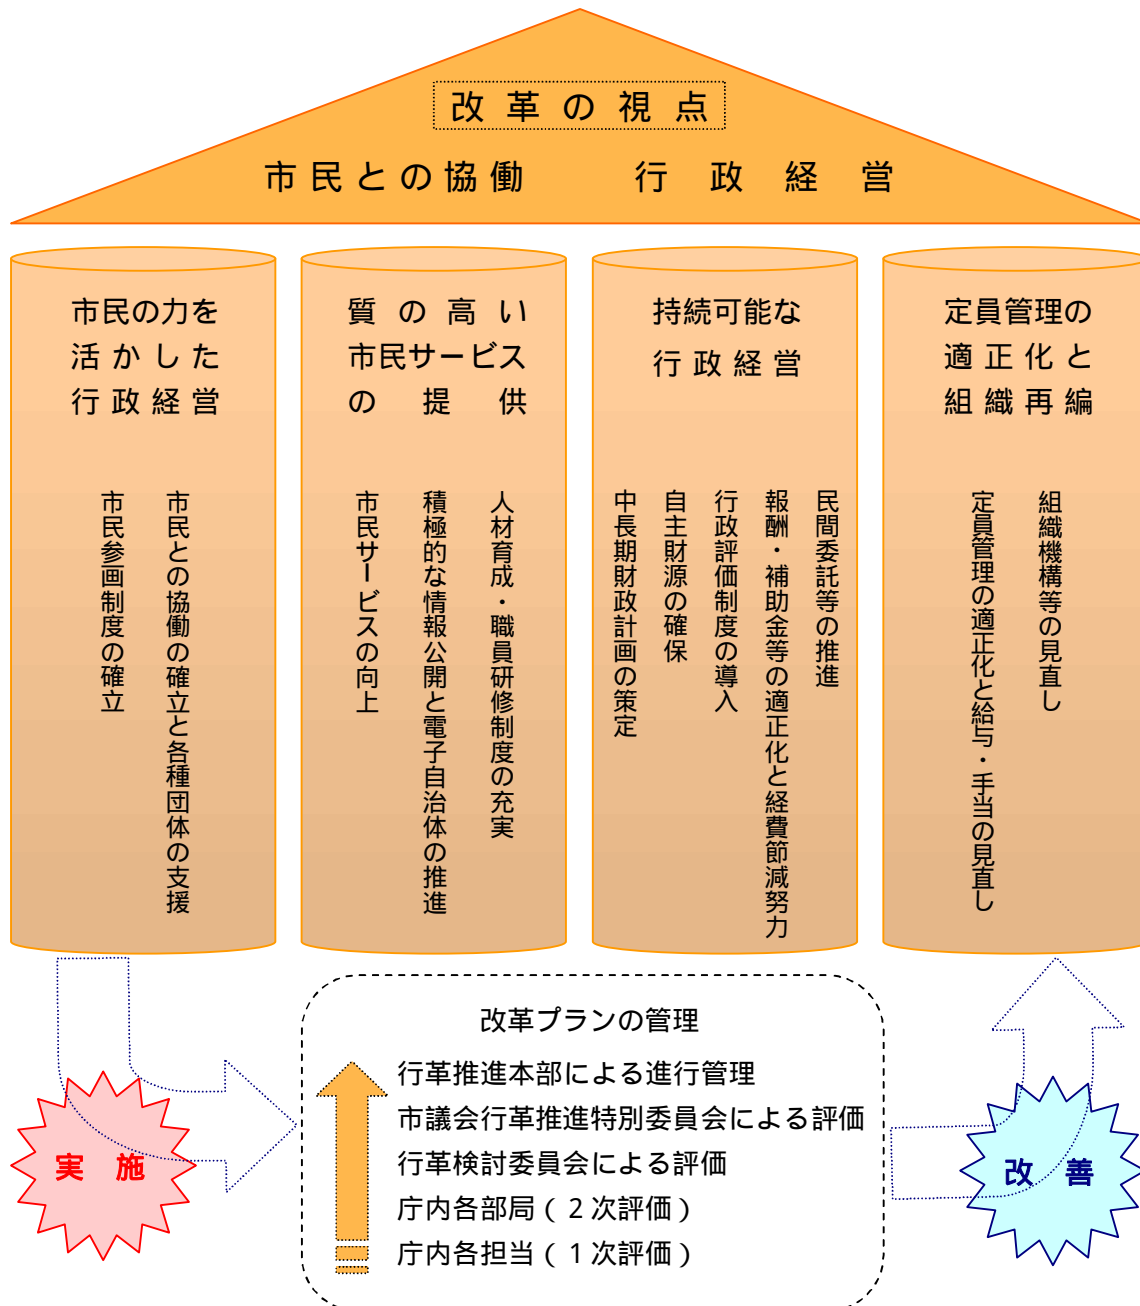 改革の視点
市民との協働　行政経営
市民の力を
活かした
行政経営
市民参画制度の確立
市民との協働の確立と各種団体の支援
質の高い
市民サービス
の提供
市民サービスの向上
積極的な情報公開と電子自治体の推進
人材育成・職員研修制度の充実
持続可能な
行政経営
中長期財政計画の策定
自主財源の確保
行政評価制度の導入
報酬・補助金等の適正化と経費節減努力
民間委託等の推進
定員管理の
適正化と
組織再編
定員管理の適正化と給与・手当の見直し
組織機構等の見直し
改革プランの管理
行革推進本部による進行管理
市議会行革推進特別委員会による評価
行革検討委員会による評価
庁内各部局（２次評価）
庁内各担当（１次評価）
実施
改善